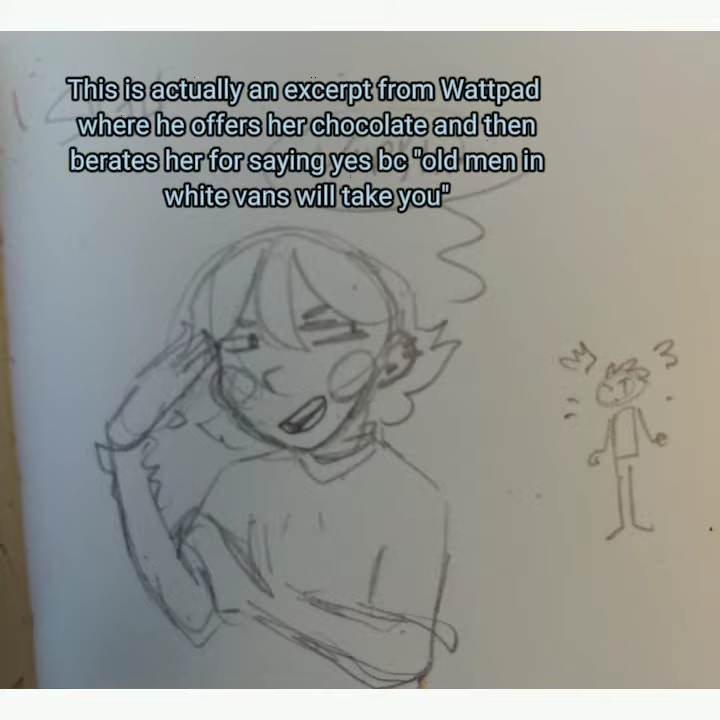 This is actually an excerpt from Wattpad
where he offers her chocolate and then
berates her for saying yes bc "old men in
white vans will take you"